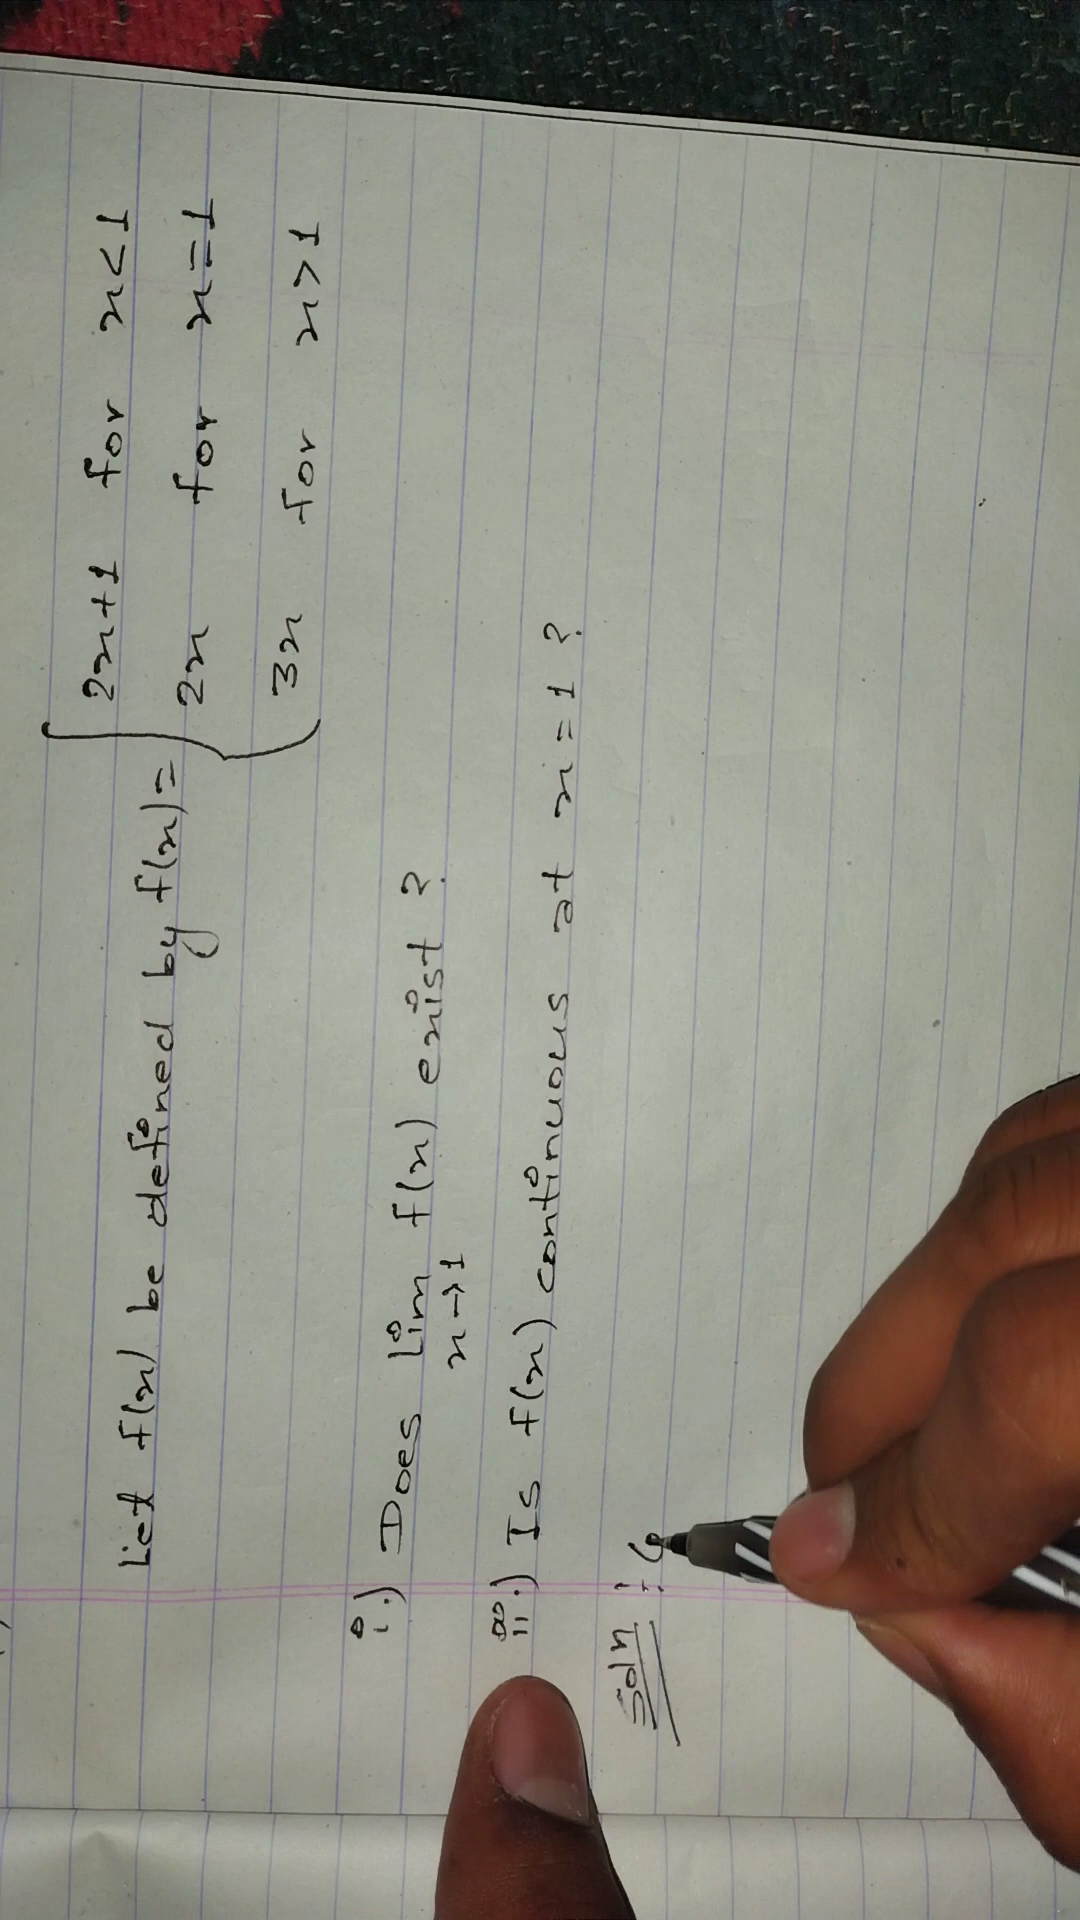 Let f(x) be defined by f(x)= { 2x+1 for x<1
2x for x=1
3x for x>1
i.) Does lim f(x) exist ?
x→1
ii.) Is f(x) continuous at x=1 ?
soln :